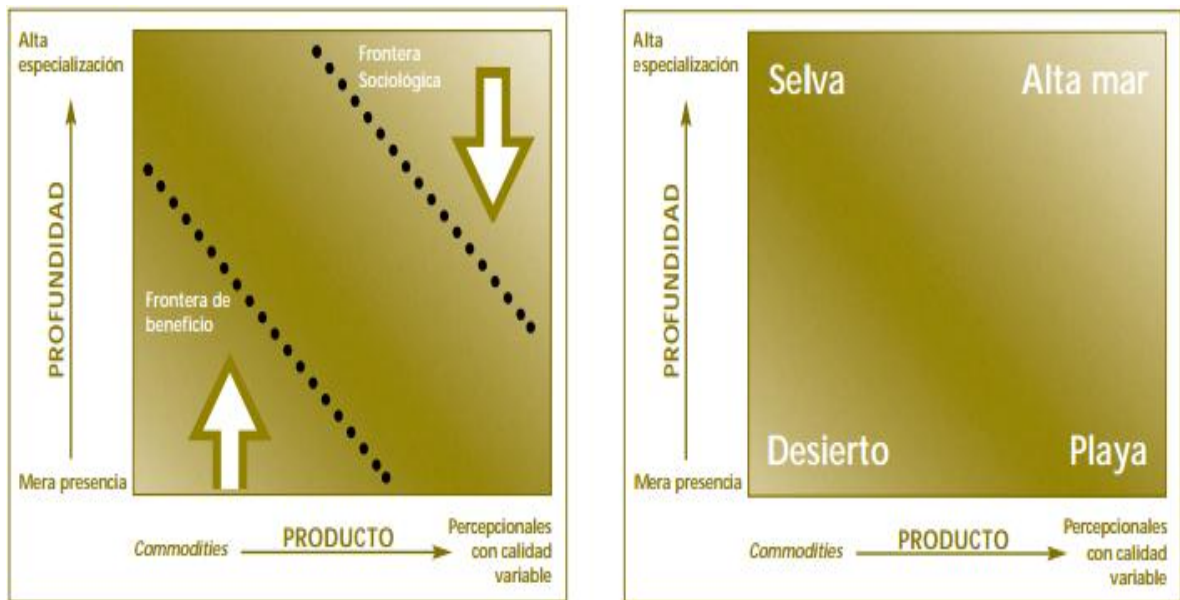 Alta
especialización
PROFUNDIDAD
Mera presencia
Frontera
Sociológica
Frontera de
beneficio
Commodities
PRODUCTO
Percepcionales
con calidad
variable
Alta
especialización
PROFUNDIDAD
Mera presencia
Selva
Alta mar
Desierto
Playa
Commodities
PRODUCTO
Percepcionales
con calidad
variable